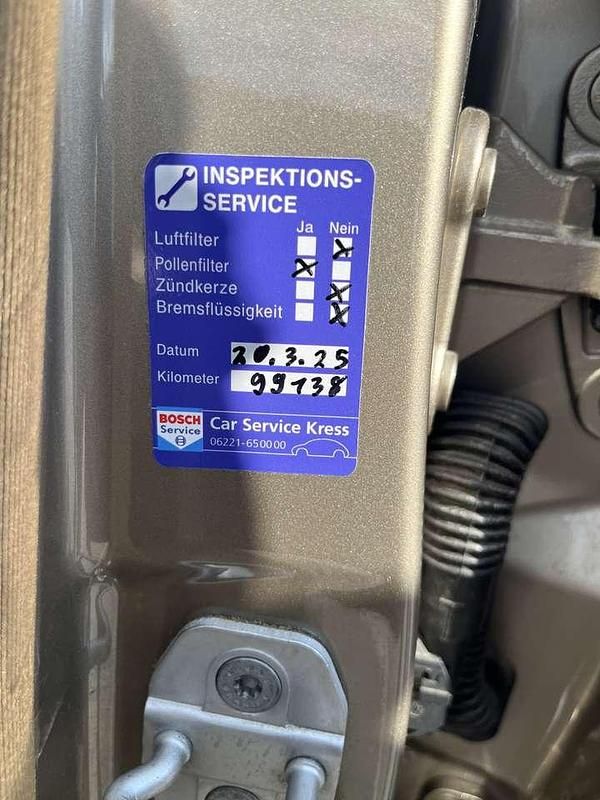 INSPEKTIONS-
SERVICE
Ja Nein
Luftfilter
Pollenfilter
Zündkerze
Bremsflüssigkeit
Datum 20.3.25
Kilometer 99138
BOSCH
Service
Car Service Kress
06221-650000